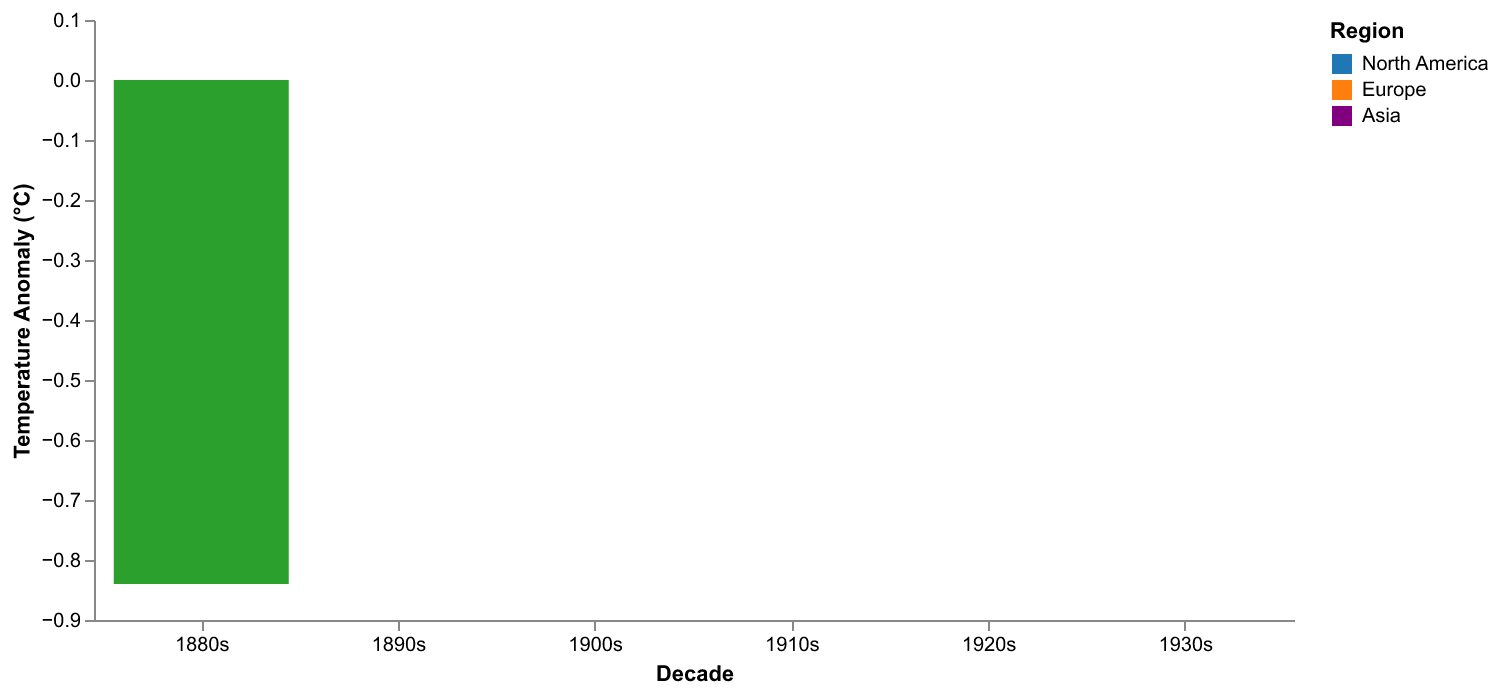 0.1
0.0
−0.1
−0.2
−0.3
−0.4
−0.5
−0.6
−0.7
−0.8
−0.9
Temperature Anomaly (°C)
1880s 1890s 1900s 1910s 1920s 1930s
Decade
Region
North America
Europe
Asia